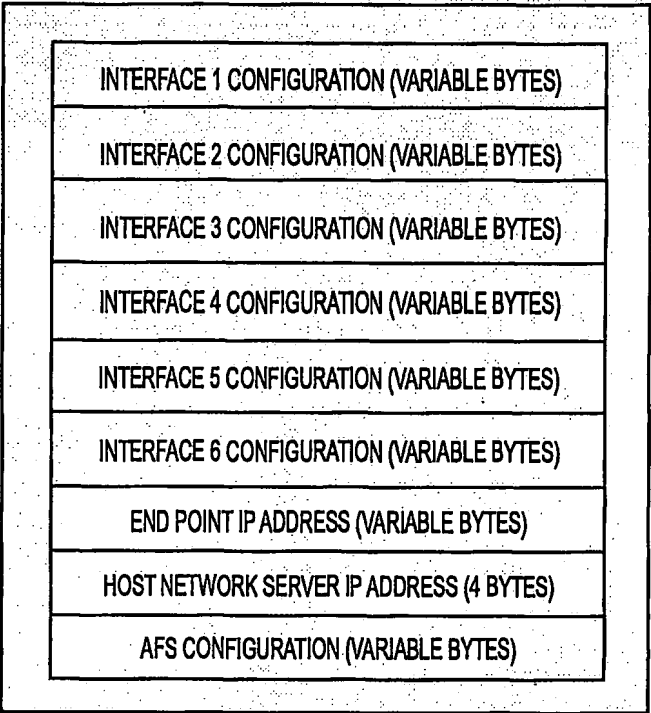 INTERFACE 1 CONFIGURATION (VARIABLE BYTES)
INTERFACE 2 CONFIGURATION (VARIABLE BYTES)
INTERFACE 3 CONFIGURATION (VARIABLE BYTES)
INTERFACE 4 CONFIGURATION (VARIABLE BYTES)
INTERFACE 5 CONFIGURATION (VARIABLE BYTES)
INTERFACE 6 CONFIGURATION (VARIABLE BYTES)
END POINT IP ADDRESS (VARIABLE BYTES)
HOST NETWORK SERVER IP ADDRESS (4 BYTES)
AFS CONFIGURATION (VARIABLE BYTES)